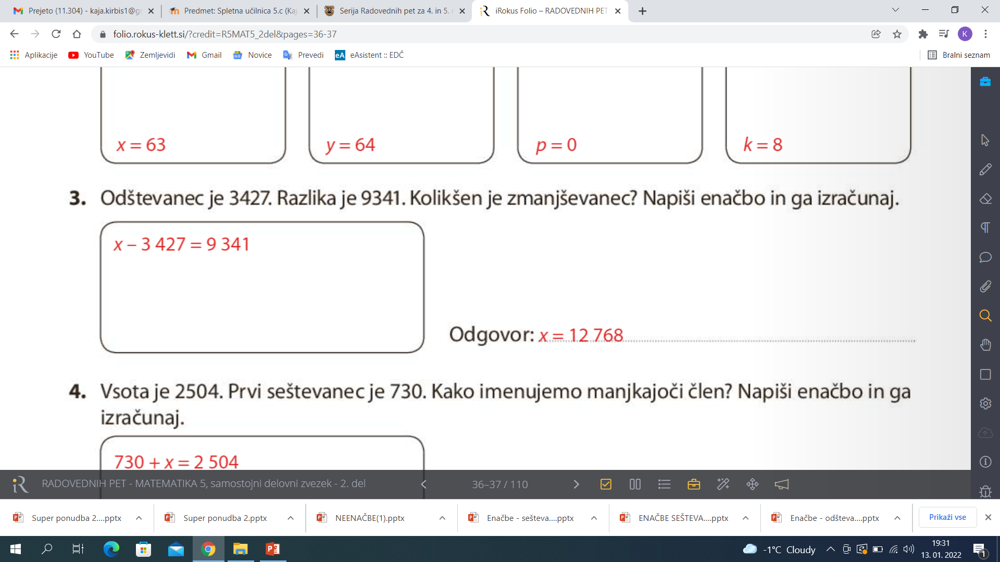 Prejeto (11.304) - kaja.kirbis1@gr
Predmet: Spletna učilnica 5.c (Kaj
Serija Radovednih pet za 4. in 5. r
iRokus Folio – RADOVEDNIH PET
folio.rokus-klett.si/?credit=R5MAT5_2del&pages=36-37
K
Aplikacije YouTube Zemljevidi Gmail Novice Prevedi eA eAsistent :: EDČ Bralni seznam
x = 63 y = 64 p = 0 k = 8
3. Odštevanec je 3427. Razlika je 9341. Kolikšen je zmanjševanec? Napiši enačbo in ga izračunaj.
x – 3 427 = 9 341
Odgovor: x = 12 768
4. Vsota je 2504. Prvi seštevanec je 730. Kako imenujemo manjkajoči člen? Napiši enačbo in ga
izračunaj.
730 + x = 2 504
iR RADOVEDNIH PET - MATEMATIKA 5, samostojni delovni zvezek - 2. del 36–37 / 110
Super ponudba 2....pptx Super ponudba 2.pptx NEENAČBE(1).pptx Enačbe - sešteva....pptx ENAČBE SEŠTEVA....pptx Enačbe - odšteva....pptx Prikaži vse
-1°C Cloudy
19:31
13. 01. 2022
1